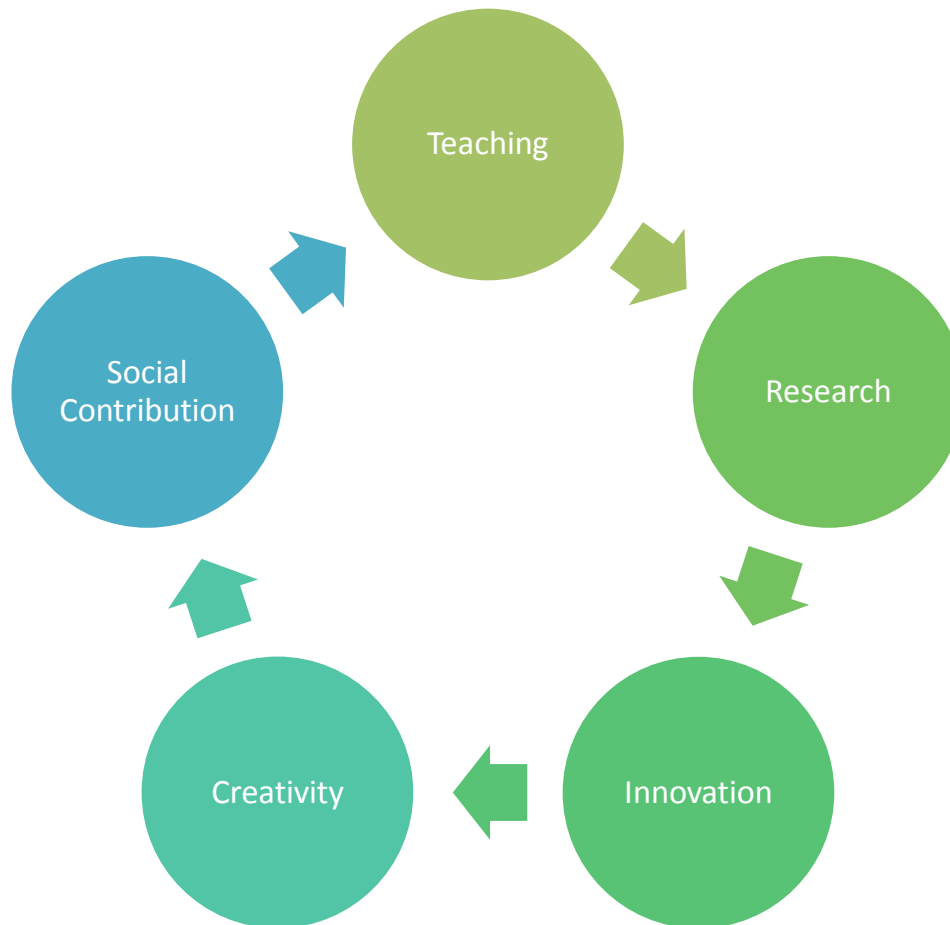 Teaching
Research
Innovation
Creativity
Social
Contribution